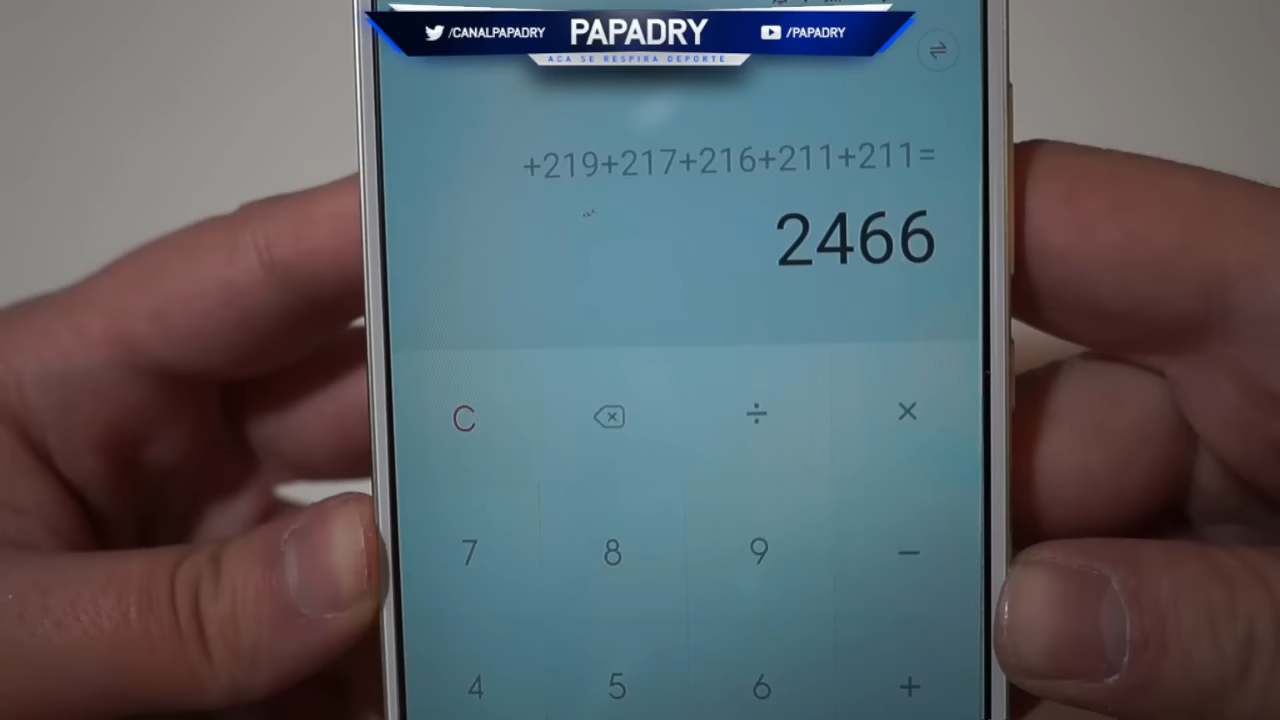 /CANALPAPADRY PAPADRY /PAPADRY
ACA SE RESPIRA DEPORTE
+219+217+216+211+211=
2466
C ÷ ×
7 8 9 −
4 5 6 +